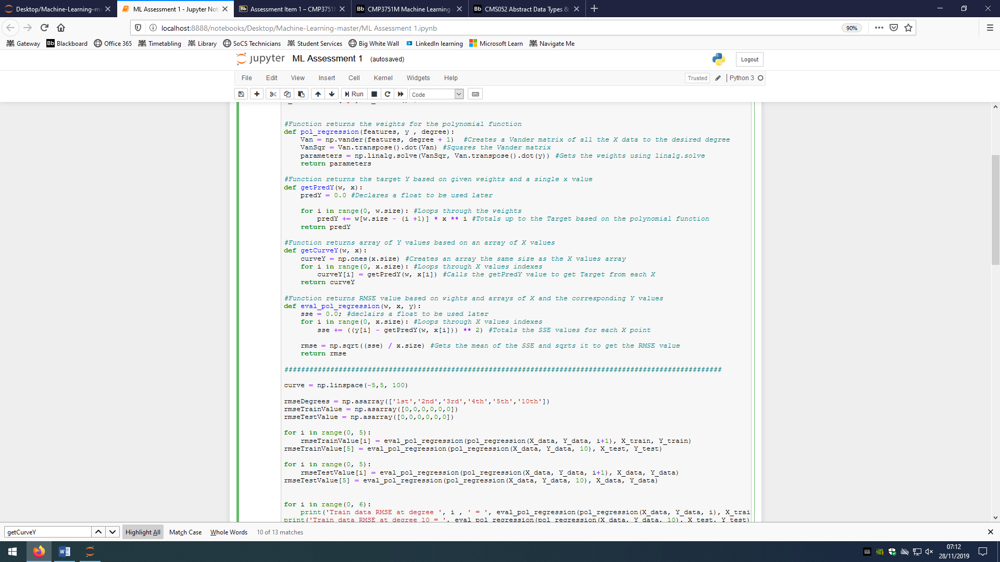 Desktop/Machine-Learning-ma
ML Assessment 1 - Jupyter Not
Bb Assessment Item 1 – CMP3751M
Bb CMP3751M Machine Learning
Bb CMS052 Abstract Data Types &
localhost:8888/notebooks/Desktop/Machine-Learning-master/ML Assessment 1.ipynb
90%
Gateway Bb Blackboard Office 365 Timetabling Library SoCS Technicians Student Services Big White Wall LinkedIn learning Microsoft Learn Navigate Me
jupyter ML Assessment 1 (autosaved)
Logout
File Edit View Insert Cell Kernel Widgets Help
Trusted Python 3
Run Code
#Function returns the weights for the polynomial function
def pol_regression(features, y , degree):
    Van = np.vander(features, degree + 1)  #Creates a Vander matrix of all the X data to the desired degree
    VanSqr = Van.transpose().dot(Van) #Squares the Vander matrix
    parameters = np.linalg.solve(VanSqr, Van.transpose().dot(y)) #Gets the weights using linalg.solve
    return parameters
#Function returns the target Y based on given weights and a single x value
def getPredY(w, x):
    predY = 0.0 #Declares a float to be used later
    for i in range(0, w.size): #Loops through the weights
        predY += w[w.size - (i +1)] * x ** i #Totals up to the Target based on the polynomial function
    return predY
#Function returns array of Y values based on an array of X values
def getCurveY(w, x):
    curveY = np.ones(x.size) #Creates an array the same size as the X values array
    for i in range(0, x.size): #Loops through X values indexes
        curveY[i] = getPredY(w, x[i]) #Calls the getPredY value to get Target from each X
    return curveY
#Function returns RMSE value based on wights and arrays of X and the corresponding Y values
def eval_pol_regression(w, x, y):
    sse = 0.0; #declairs a float to be used later
    for i in range(0, x.size): #Loops through X values indexes
        sse += ((y[i] - getPredY(w, x[i])) ** 2) #Totals the SSE values for each X point
    rmse = np.sqrt((sse) / x.size) #Gets the mean of the SSE and sqrts it to get the RMSE value
    return rmse
#########################################################################################################
curve = np.linspace(-5,5, 100)
rmseDegrees = np.asarray(['1st','2nd','3rd','4th','5th','10th'])
rmseTrainValue = np.asarray([0,0,0,0,0,0])
rmseTestValue = np.asarray([0,0,0,0,0,0])
for i in range(0, 5):
    rmseTrainValue[i] = eval_pol_regression(pol_regression(X_data, Y_data, i+1), X_train, Y_train)
rmseTrainValue[5] = eval_pol_regression(pol_regression(X_data, Y_data, 10), X_test, Y_test)
for i in range(0, 5):
    rmseTestValue[i] = eval_pol_regression(pol_regression(X_data, Y_data, i+1), X_data, Y_data)
rmseTestValue[5] = eval_pol_regression(pol_regression(X_data, Y_data, 10), X_data, Y_data)
for i in range(0, 6):
    print('Train data RMSE at degree ', i , ' = ', eval_pol_regression(pol_regression(X_data, Y_data, i), X_trai
print('Train data RMSE at degree 10 = ', eval_pol_regression(pol_regression(X_data, Y_data, 10), X_test, Y_test)
getCurveY Highlight All Match Case Whole Words 10 of 13 matches
07:12
28/11/2019